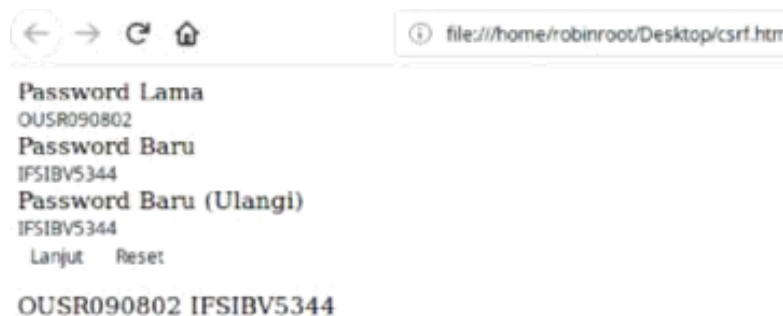 file:///home/robinroot/Desktop/csrf.htm
Password Lama
OUSR090802
Password Baru
IFSIBV5344
Password Baru (Ulangi)
IFSIBV5344
Lanjut Reset
OUSR090802 IFSIBV5344